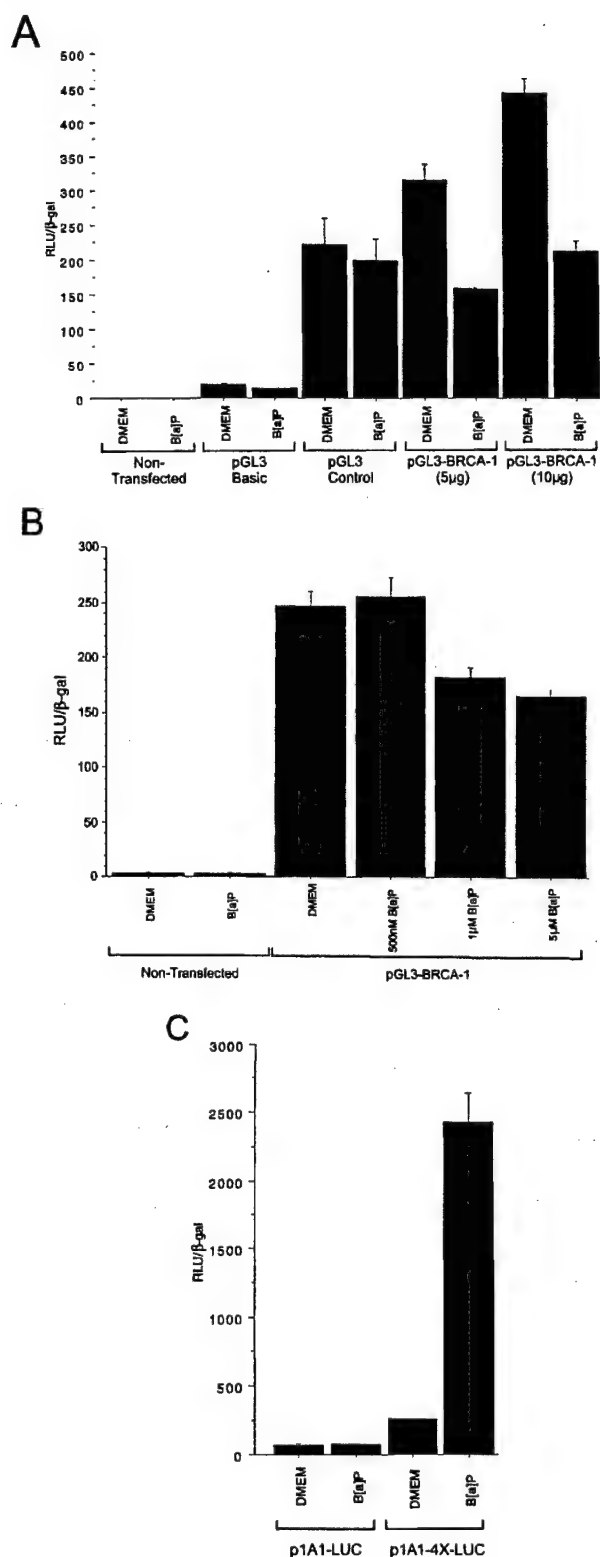 A
500
450
400
350
300
250
200
150
100
50
0
RLU/β-gal
DMEM
B[a]P
DMEM
B[a]P
DMEM
B[a]P
DMEM
B[a]P
DMEM
B[a]P
Non-
Transfected
pGL3
Basic
pGL3
Control
pGL3-BRCA-1
(5µg)
pGL3-BRCA-1
(10µg)
B
300
250
200
150
100
50
0
RLU/β-gal
DMEM
B[a]P
DMEM
500nM B[a]P
1µM B[a]P
5µM B[a]P
Non-Transfected
pGL3-BRCA-1
C
3000
2500
2000
1500
1000
500
0
RLU/β-gal
DMEM
B[a]P
DMEM
B[a]P
p1A1-LUC
p1A1-4X-LUC